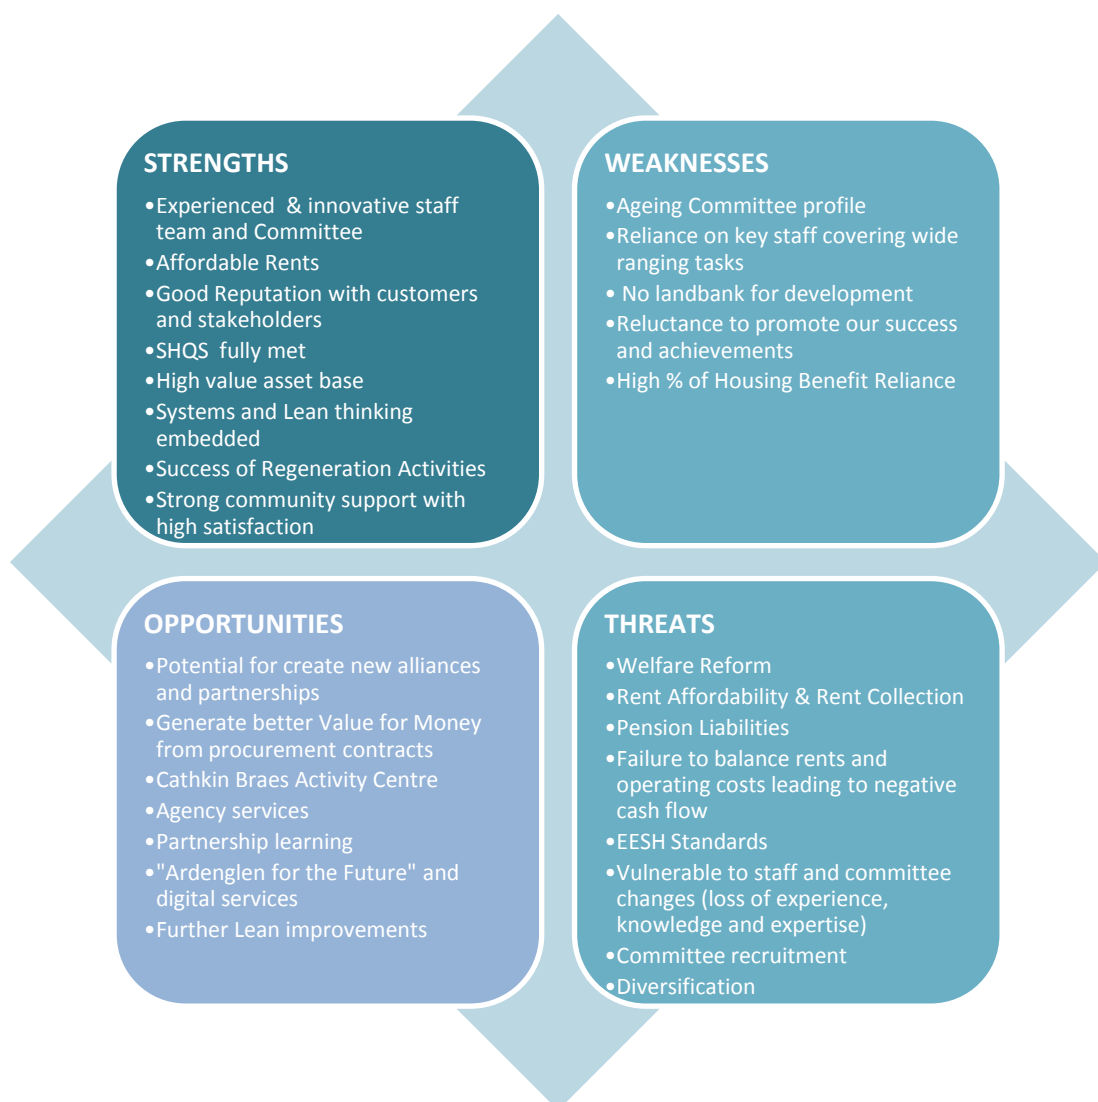 STRENGTHS
•Experienced & innovative staff
team and Committee
•Affordable Rents
•Good Reputation with customers
and stakeholders
•SHQS fully met
•High value asset base
•Systems and Lean thinking
embedded
•Success of Regeneration Activities
•Strong community support with
high satisfaction
WEAKNESSES
•Ageing Committee profile
•Reliance on key staff covering wide
ranging tasks
• No landbank for development
•Reluctance to promote our success
and achievements
•High % of Housing Benefit Reliance
OPPORTUNITIES
•Potential for create new alliances
and partnerships
•Generate better Value for Money
from procurement contracts
•Cathkin Braes Activity Centre
•Agency services
•Partnership learning
•"Ardenglen for the Future" and
digital services
•Further Lean improvements
THREATS
•Welfare Reform
•Rent Affordability & Rent Collection
•Pension Liabilities
•Failure to balance rents and
operating costs leading to negative
cash flow
•EESH Standards
•Vulnerable to staff and committee
changes (loss of experience,
knowledge and expertise)
•Committee recruitment
•Diversification